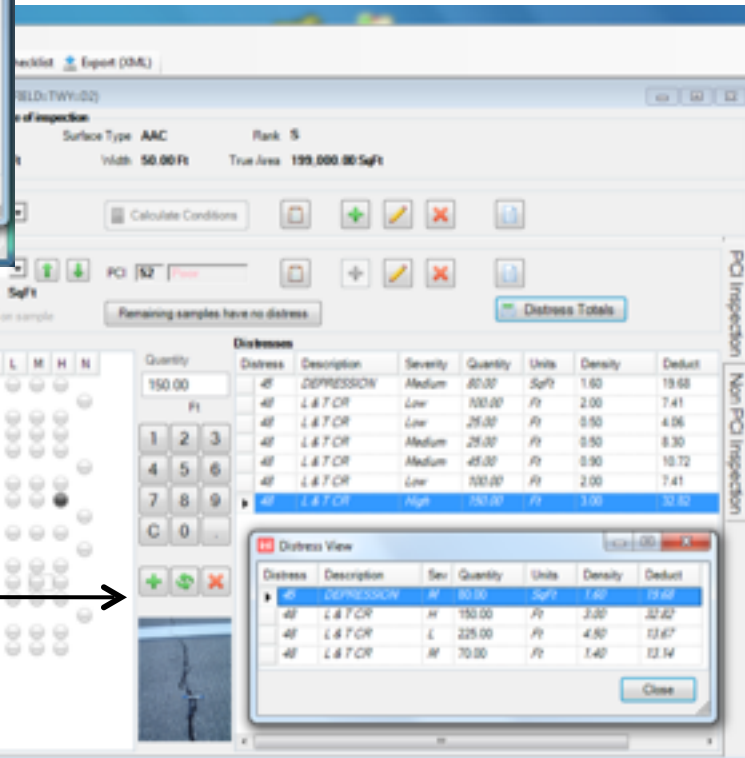 Export (XML)
FIELD::TWY::D2)
of inspection
Surface Type AAC Rank S
Ft Width 50.00 Ft True Area 199,000.00 SqFt
Calculate Conditions
PCI 52 Poor
SqFt
on sample Remaining samples have no distress Distress Totals
PCI Inspection
Non PCI Inspection
L M H N
Quantity
150.00
Ft
1 2 3
4 5 6
7 8 9
C 0 .
Distresses
Distress Description Severity Quantity Units Density Deduct
45 DEPRESSION Medium 80.00 SqFt 1.60 19.68
48 L & T CR Low 100.00 Ft 2.00 7.41
48 L & T CR Low 25.00 Ft 0.50 4.06
48 L & T CR Medium 25.00 Ft 0.50 8.30
48 L & T CR Medium 45.00 Ft 0.90 10.72
48 L & T CR Low 100.00 Ft 2.00 7.41
48 L & T CR High 150.00 Ft 3.00 32.82
Distress View
Distress Description Sev Quantity Units Density Deduct
45 DEPRESSION M 80.00 SqFt 1.60 19.68
48 L & T CR H 150.00 Ft 3.00 32.82
48 L & T CR L 225.00 Ft 4.50 13.67
48 L & T CR M 70.00 Ft 1.40 13.14
Close